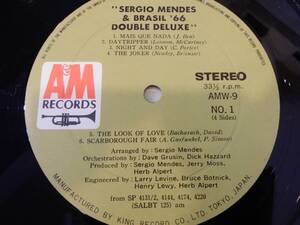 "SERGIO MENDES
& BRASIL '66
DOUBLE DELUXE"
1. MAIS QUE NADA (J. Ben)
2. DAYTRIPPER (Lennon, McCartney)
3. NIGHT AND DAY (C. Porter)
4. THE JOKER (Newley, Bricusse)
A&M
RECORDS
STEREO
33⅓ r.p.m.
AMW-9
NO. 1
(4 Sides)
5. THE LOOK OF LOVE (Bacharach, David)
6. SCARBOROUGH FAIR (A. Garfunkel, P. Simon)
Arranged by : Sergio Mendes
Orchestrations by : Dave Grusin, Dick Hazzard
Produced by : Sergio Mendes, Jerry Moss,
Herb Alpert
Engineered by : Larry Levine, Bruce Botnick,
Henry Lewy, Herb Alpert
from SP 4131/2, 4144, 4174, 4220
(SALBT 125) am
MANUFACTURED BY KING RECORD CO. LTD. TOKYO, JAPAN.